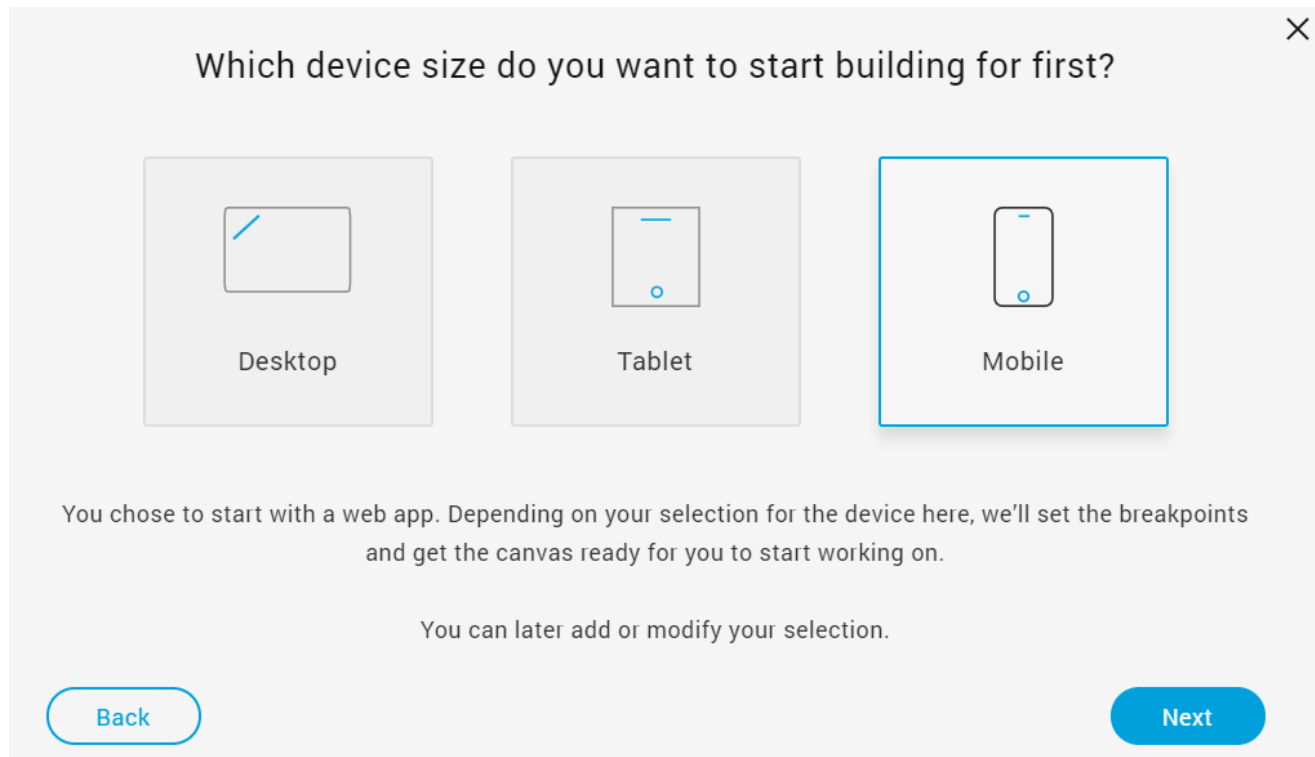 Which device size do you want to start building for first?
Desktop
Tablet
Mobile
You chose to start with a web app. Depending on your selection for the device here, we’ll set the breakpoints
and get the canvas ready for you to start working on.
You can later add or modify your selection.
Back
Next